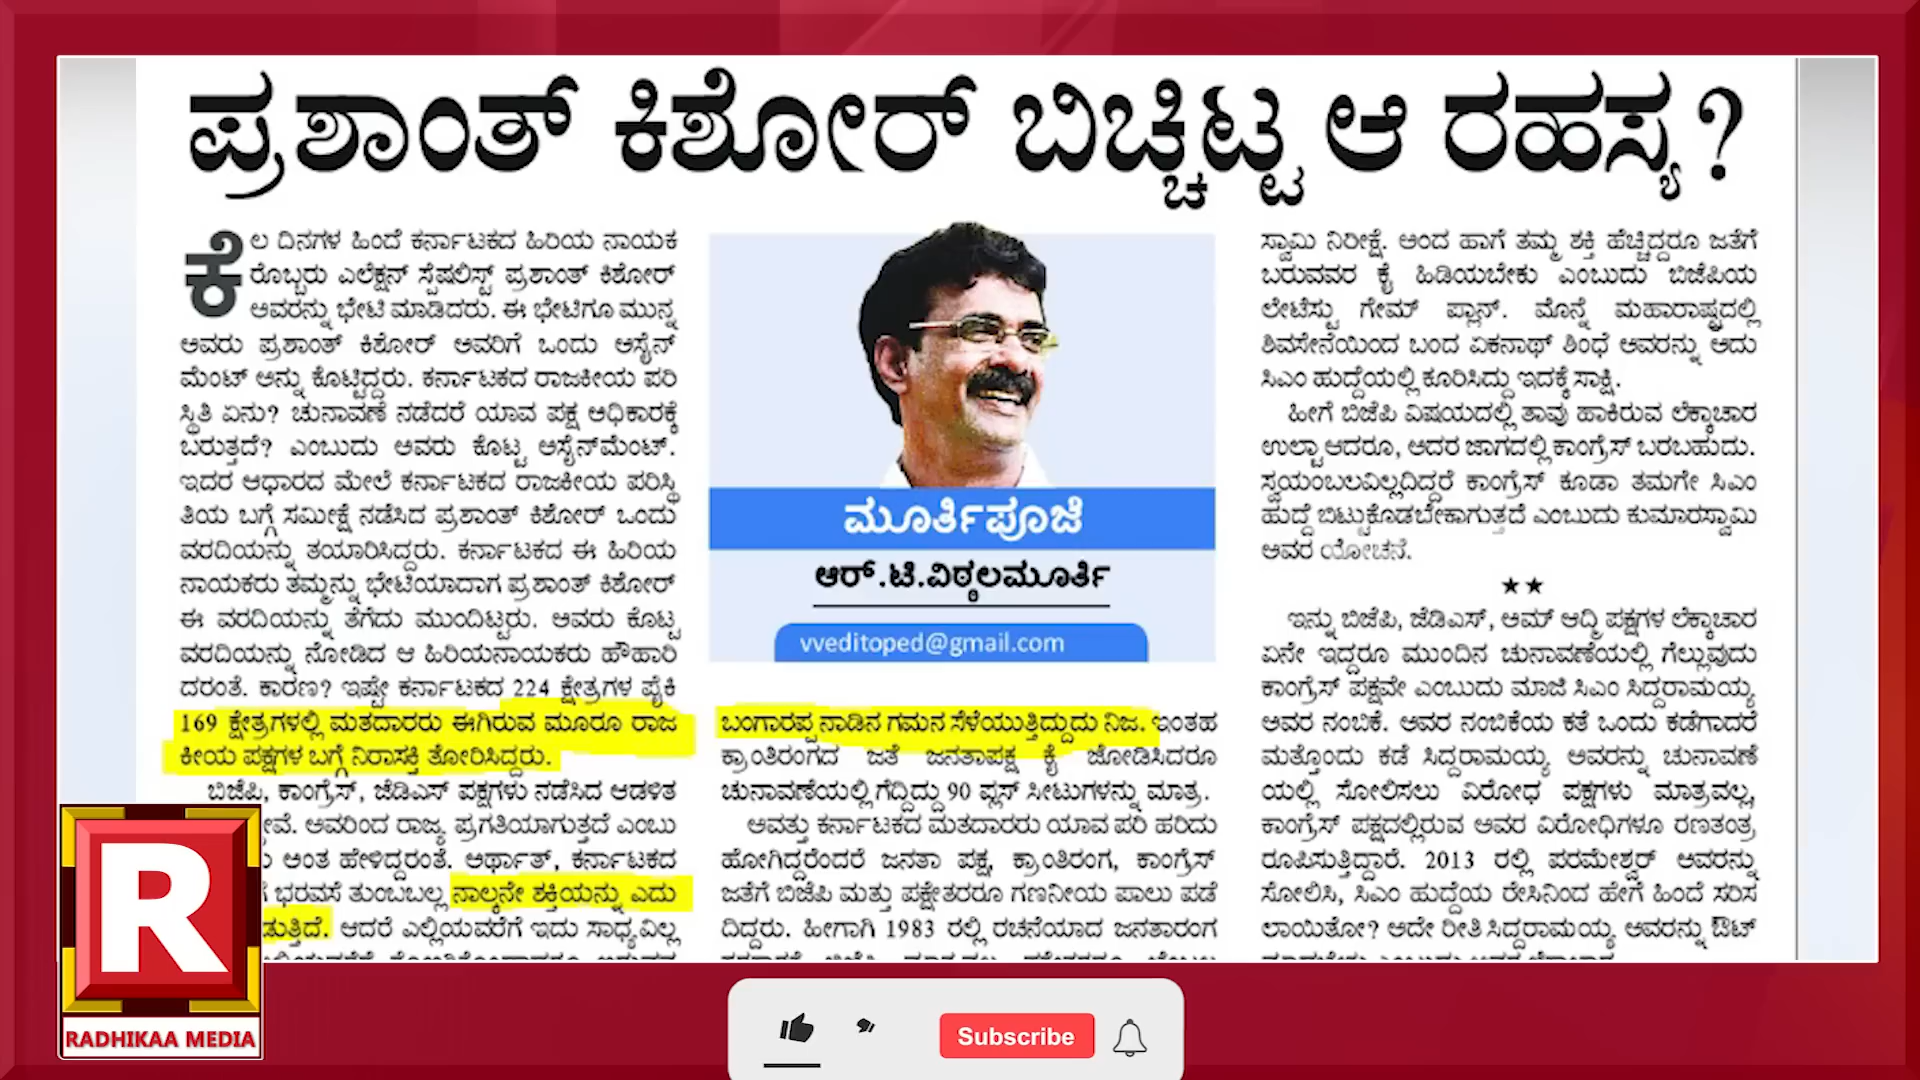 ಪ್ರಶಾಂತ್ ಕಿಶೋರ್ ಬಿಚ್ಚಿಟ್ಟ ಆ ರಹಸ್ಯ?
ಕೆಲ ದಿನಗಳ ಹಿಂದೆ ಕರ್ನಾಟಕದ ಹಿರಿಯ ನಾಯಕ
ರೊಬ್ಬರು ಎಲೆಕ್ಷನ್ ಸ್ಪೆಷಲಿಸ್ಟ್ ಪ್ರಶಾಂತ್ ಕಿಶೋರ್
ಅವರನ್ನು ಭೇಟಿ ಮಾಡಿದರು. ಈ ಭೇಟಿಗೂ ಮುನ್ನ
ಅವರು ಪ್ರಶಾಂತ್ ಕಿಶೋರ್ ಅವರಿಗೆ ಒಂದು ಅಸೈನ್
ಮೆಂಟ್ ಅನ್ನು ಕೊಟ್ಟಿದ್ದರು. ಕರ್ನಾಟಕದ ರಾಜಕೀಯ ಪರಿ
ಸ್ಥಿತಿ ಏನು? ಚುನಾವಣೆ ನಡೆದರೆ ಯಾವ ಪಕ್ಷ ಅಧಿಕಾರಕ್ಕೆ
ಬರುತ್ತದೆ? ಎಂಬುದು ಅವರು ಕೊಟ್ಟ ಅಸೈನ್‌ಮೆಂಟ್.
ಇದರ ಆಧಾರದ ಮೇಲೆ ಕರ್ನಾಟಕದ ರಾಜಕೀಯ ಪರಿಸ್ಥಿ
ತಿಯ ಬಗ್ಗೆ ಸಮೀಕ್ಷೆ ನಡೆಸಿದ ಪ್ರಶಾಂತ್ ಕಿಶೋರ್ ಒಂದು
ವರದಿಯನ್ನು ತಯಾರಿಸಿದ್ದರು. ಕರ್ನಾಟಕದ ಈ ಹಿರಿಯ
ನಾಯಕರು ತಮ್ಮನ್ನು ಭೇಟಿಯಾದಾಗ ಪ್ರಶಾಂತ್ ಕಿಶೋರ್
ಈ ವರದಿಯನ್ನು ತೆಗೆದು ಮುಂದಿಟ್ಟರು. ಅವರು ಕೊಟ್ಟ
ವರದಿಯನ್ನು ನೋಡಿದ ಆ ಹಿರಿಯನಾಯಕರು ಹೌಹಾರಿ
ದರಂತೆ. ಕಾರಣ? ಇಷ್ಟೇ ಕರ್ನಾಟಕದ 224 ಕ್ಷೇತ್ರಗಳ ಪೈಕಿ
169 ಕ್ಷೇತ್ರಗಳಲ್ಲಿ ಮತದಾರರು ಈಗಿರುವ ಮೂರೂ ರಾಜ
ಕೀಯ ಪಕ್ಷಗಳ ಬಗ್ಗೆ ನಿರಾಸಕ್ತಿ ತೋರಿಸಿದ್ದರು.
ಬಿಜೆಪಿ, ಕಾಂಗ್ರೆಸ್, ಜೆಡಿಎಸ್ ಪಕ್ಷಗಳು ನಡೆಸಿದ ಆಡಳಿತ
ವೆ. ಅವರಿಂದ ರಾಜ್ಯ ಪ್ರಗತಿಯಾಗುತ್ತದೆ ಎಂಬು
ಅಂತ ಹೇಳಿದ್ದರಂತೆ. ಅರ್ಥಾತ್, ಕರ್ನಾಟಕದ
ಭರವಸೆ ತುಂಬಬಲ್ಲ ನಾಲ್ಕನೇ ಶಕ್ತಿಯನ್ನು ಎದು
ಡುತ್ತಿದೆ. ಆದರೆ ಎಲ್ಲಿಯವರೆಗೆ ಇದು ಸಾಧ್ಯವಿಲ್ಲ
ಮೂರ್ತಿಪೂಜೆ
ಆರ್.ಟಿ.ವಿಠ್ಠಲಮೂರ್ತಿ
vveditoped@gmail.com
ಬಂಗಾರಪ್ಪ ನಾಡಿನ ಗಮನ ಸೆಳೆಯುತ್ತಿದ್ದುದು ನಿಜ. ಇಂತಹ
ಕ್ರಾಂತಿರಂಗದ ಜತೆ ಜನತಾಪಕ್ಷ ಕೈ ಜೋಡಿಸಿದರೂ
ಚುನಾವಣೆಯಲ್ಲಿ ಗೆದ್ದಿದ್ದು 90 ಪ್ಲಸ್ ಸೀಟುಗಳನ್ನು ಮಾತ್ರ.
ಅವತ್ತು ಕರ್ನಾಟಕದ ಮತದಾರರು ಯಾವ ಪರಿ ಹರಿದು
ಹೋಗಿದ್ದರೆಂದರೆ ಜನತಾ ಪಕ್ಷ, ಕ್ರಾಂತಿರಂಗ, ಕಾಂಗ್ರೆಸ್
ಜತೆಗೆ ಬಿಜೆಪಿ ಮತ್ತು ಪಕ್ಷೇತರರೂ ಗಣನೀಯ ಪಾಲು ಪಡೆ
ದಿದ್ದರು. ಹೀಗಾಗಿ 1983 ರಲ್ಲಿ ರಚನೆಯಾದ ಜನತಾರಂಗ
ಸ್ವಾಮಿ ನಿರೀಕ್ಷೆ. ಅಂದ ಹಾಗೆ ತಮ್ಮ ಶಕ್ತಿ ಹೆಚ್ಚಿದ್ದರೂ ಜತೆಗೆ
ಬರುವವರ ಕೈ ಹಿಡಿಯಬೇಕು ಎಂಬುದು ಬಿಜೆಪಿಯ
ಲೇಟೆಸ್ಟು ಗೇಮ್ ಪ್ಲಾನ್. ಮೊನ್ನೆ ಮಹಾರಾಷ್ಟ್ರದಲ್ಲಿ
ಶಿವಸೇನೆಯಿಂದ ಬಂದ ಏಕನಾಥ್ ಶಿಂಧೆ ಅವರನ್ನು ಅದು
ಸಿಎಂ ಹುದ್ದೆಯಲ್ಲಿ ಕೂರಿಸಿದ್ದು ಇದಕ್ಕೆ ಸಾಕ್ಷಿ.
ಹೀಗೆ ಬಿಜೆಪಿ ವಿಷಯದಲ್ಲಿ ತಾವು ಹಾಕಿರುವ ಲೆಕ್ಕಾಚಾರ
ಉಲ್ಟಾ ಆದರೂ, ಅದರ ಜಾಗದಲ್ಲಿ ಕಾಂಗ್ರೆಸ್ ಬರಬಹುದು.
ಸ್ವಯಂಬಲವಿಲ್ಲದಿದ್ದರೆ ಕಾಂಗ್ರೆಸ್ ಕೂಡಾ ತಮಗೇ ಸಿಎಂ
ಹುದ್ದೆ ಬಿಟ್ಟುಕೊಡಬೇಕಾಗುತ್ತದೆ ಎಂಬುದು ಕುಮಾರಸ್ವಾಮಿ
ಅವರ ಯೋಚನೆ.
★★
ಇನ್ನು ಬಿಜೆಪಿ, ಜೆಡಿಎಸ್, ಆಮ್ ಆದ್ಮಿ ಪಕ್ಷಗಳ ಲೆಕ್ಕಾಚಾರ
ಏನೇ ಇದ್ದರೂ ಮುಂದಿನ ಚುನಾವಣೆಯಲ್ಲಿ ಗೆಲ್ಲುವುದು
ಕಾಂಗ್ರೆಸ್ ಪಕ್ಷವೇ ಎಂಬುದು ಮಾಜಿ ಸಿಎಂ ಸಿದ್ದರಾಮಯ್ಯ
ಅವರ ನಂಬಿಕೆ. ಅವರ ನಂಬಿಕೆಯ ಕತೆ ಒಂದು ಕಡೆಗಾದರೆ
ಮತ್ತೊಂದು ಕಡೆ ಸಿದ್ದರಾಮಯ್ಯ ಅವರನ್ನು ಚುನಾವಣೆ
ಯಲ್ಲಿ ಸೋಲಿಸಲು ವಿರೋಧ ಪಕ್ಷಗಳು ಮಾತ್ರವಲ್ಲ,
ಕಾಂಗ್ರೆಸ್ ಪಕ್ಷದಲ್ಲಿರುವ ಅವರ ವಿರೋಧಿಗಳೂ ರಣತಂತ್ರ
ರೂಪಿಸುತ್ತಿದ್ದಾರೆ. 2013 ರಲ್ಲಿ ಪರಮೇಶ್ವರ್ ಅವರನ್ನು
ಸೋಲಿಸಿ, ಸಿಎಂ ಹುದ್ದೆಯ ರೇಸಿನಿಂದ ಹೇಗೆ ಹಿಂದೆ ಸರಿಸ
ಲಾಯಿತೋ? ಅದೇ ರೀತಿ ಸಿದ್ದರಾಮಯ್ಯ ಅವರನ್ನು ಔಟ್
R
RADHIKAA MEDIA
Subscribe